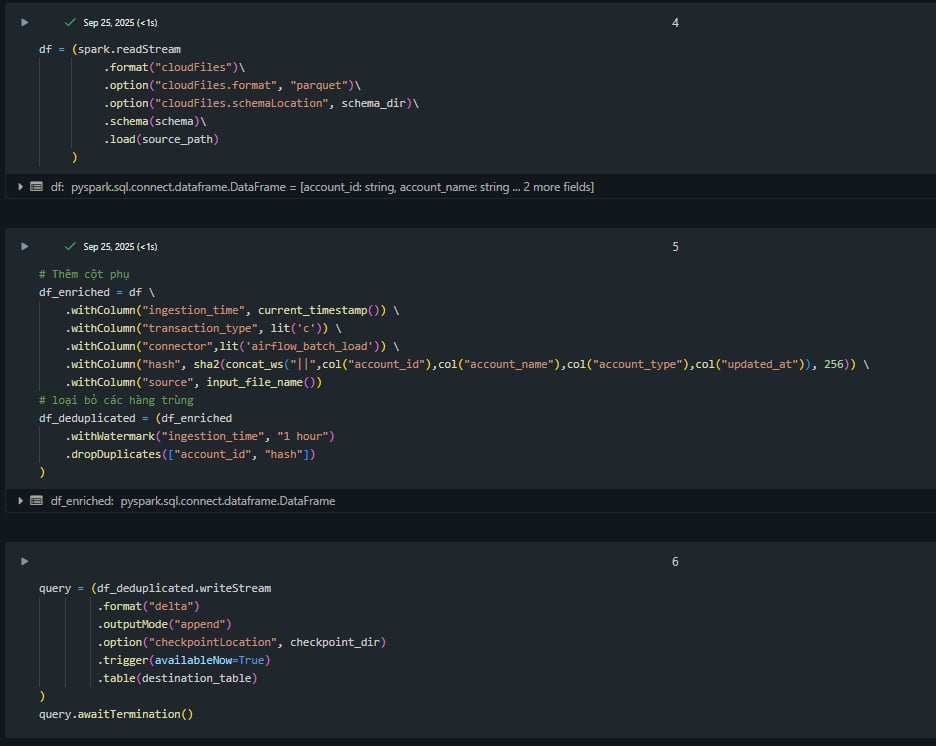 Sep 25, 2025 (<1s)
4
df = (spark.readStream
.format("cloudFiles")\
.option("cloudFiles.format", "parquet")\
.option("cloudFiles.schemaLocation", schema_dir)\
.schema(schema)\
.load(source_path)
)
df: pyspark.sql.connect.dataframe.DataFrame = [account_id: string, account_name: string ... 2 more fields]
Sep 25, 2025 (<1s)
5
# Thêm cột phụ
df_enriched = df \
.withColumn("ingestion_time", current_timestamp()) \
.withColumn("transaction_type", lit('c')) \
.withColumn("connector",lit('airflow_batch_load')) \
.withColumn("hash", sha2(concat_ws("||",col("account_id"),col("account_name"),col("account_type"),col("updated_at")), 256)) \
.withColumn("source", input_file_name())
# loại bỏ các hàng trùng
df_deduplicated = (df_enriched
.withWatermark("ingestion_time", "1 hour")
.dropDuplicates(["account_id", "hash"])
)
df_enriched: pyspark.sql.connect.dataframe.DataFrame
6
query = (df_deduplicated.writeStream
.format("delta")
.outputMode("append")
.option("checkpointLocation", checkpoint_dir)
.trigger(availableNow=True)
.table(destination_table)
)
query.awaitTermination()